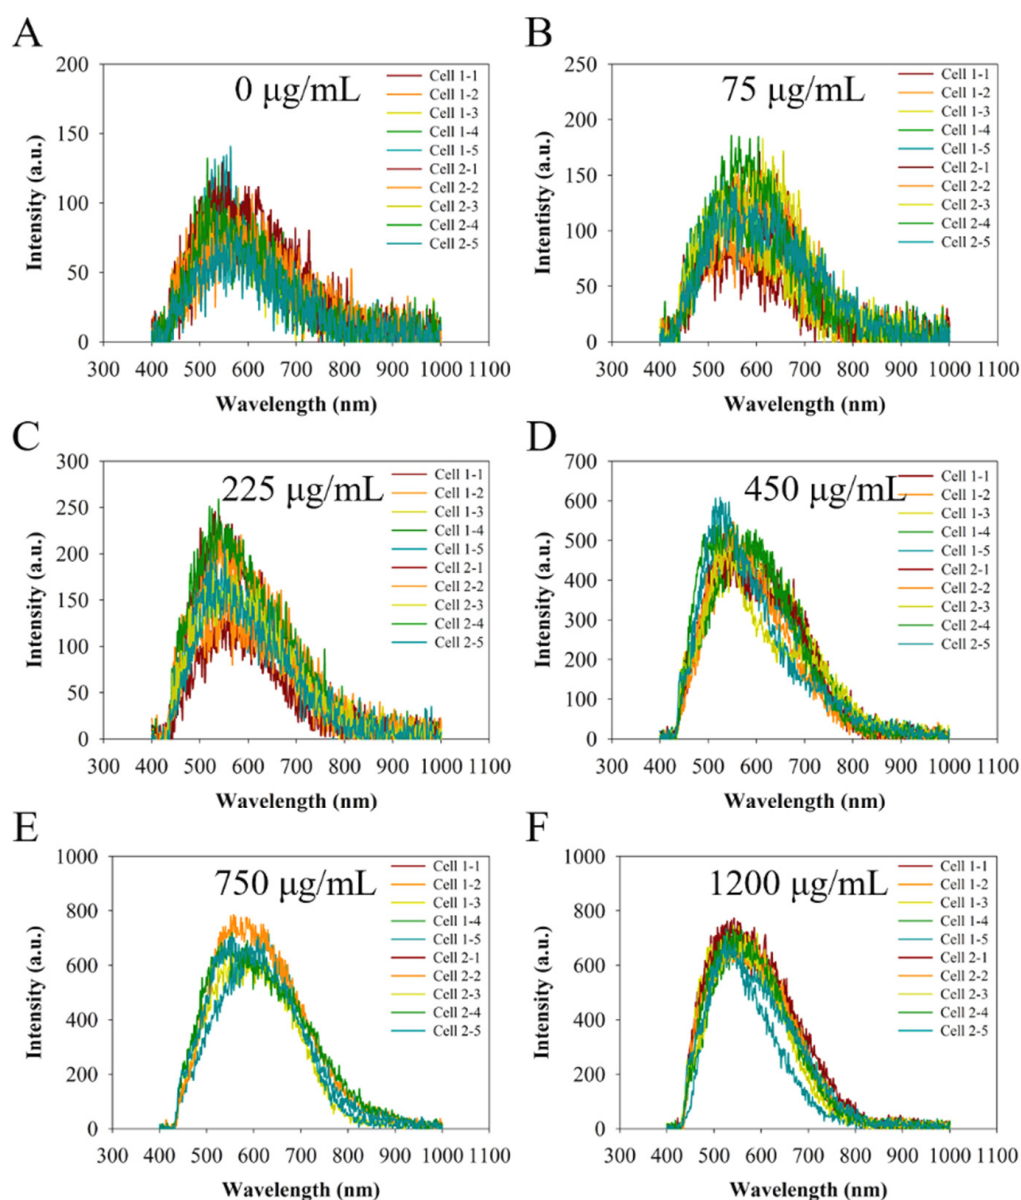 A
0 μg/mL
200
150
100
50
0
Intensity (a.u.)
300 400 500 600 700 800 900 1000 1100
Wavelength (nm)
Cell 1-1
Cell 1-2
Cell 1-3
Cell 1-4
Cell 1-5
Cell 2-1
Cell 2-2
Cell 2-3
Cell 2-4
Cell 2-5
B
75 μg/mL
250
200
150
100
50
0
Intentisty (a.u.)
300 400 500 600 700 800 900 1000 1100
Wavelength (nm)
Cell 1-1
Cell 1-2
Cell 1-3
Cell 1-4
Cell 1-5
Cell 2-1
Cell 2-2
Cell 2-3
Cell 2-4
Cell 2-5
C
225 μg/mL
300
250
200
150
100
50
0
Intensity (a.u.)
300 400 500 600 700 800 900 1000 1100
Wavelength (nm)
Cell 1-1
Cell 1-2
Cell 1-3
Cell 1-4
Cell 1-5
Cell 2-1
Cell 2-2
Cell 2-3
Cell 2-4
Cell 2-5
D
450 μg/mL
700
600
500
400
300
200
100
0
Intensity (a.u.)
300 400 500 600 700 800 900 1000 1100
Wavelength (nm)
Cell 1-1
Cell 1-2
Cell 1-3
Cell 1-4
Cell 1-5
Cell 2-1
Cell 2-2
Cell 2-3
Cell 2-4
Cell 2-5
E
750 μg/mL
1000
800
600
400
200
0
Intensity (a.u.)
300 400 500 600 700 800 900 1000 1100
Wavelength (nm)
Cell 1-1
Cell 1-2
Cell 1-3
Cell 1-4
Cell 1-5
Cell 2-1
Cell 2-2
Cell 2-3
Cell 2-4
Cell 2-5
F
1200 μg/mL
1000
800
600
400
200
0
Intensity (a.u.)
300 400 500 600 700 800 900 1000 1100
Wavelength (nm)
Cell 1-1
Cell 1-2
Cell 1-3
Cell 1-4
Cell 1-5
Cell 2-1
Cell 2-2
Cell 2-3
Cell 2-4
Cell 2-5